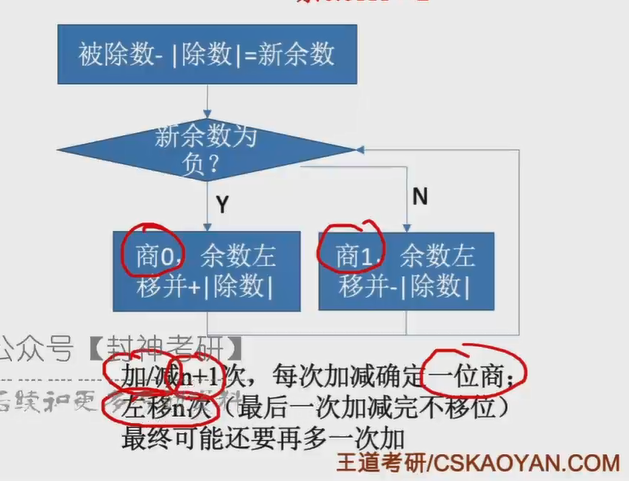 被除数-|除数|=新余数
新余数为
负?
Y
N
商0，余数左
移并+|除数|
商1，余数左
移并-|除数|
公众号【封神考研】
加/减n+1次，每次加减确定一位商；
左移n次（最后一次加减完不移位）
最终可能还要再多一次加
王道考研/CSKAOYAN.COM